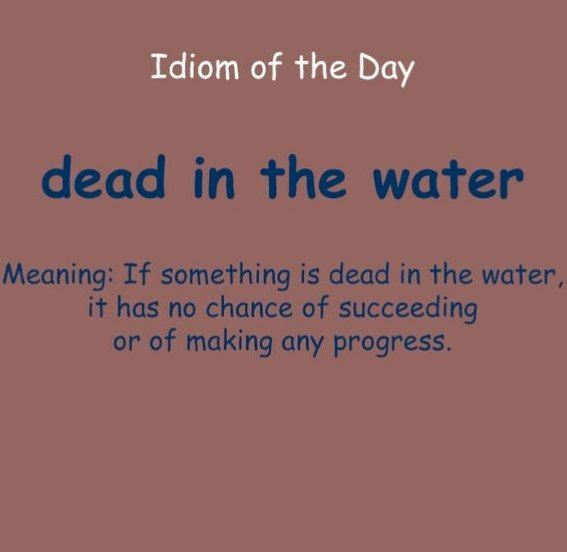 Idiom of the Day
dead in the water
Meaning: If something is dead in the water,
it has no chance of succeeding
or of making any progress.